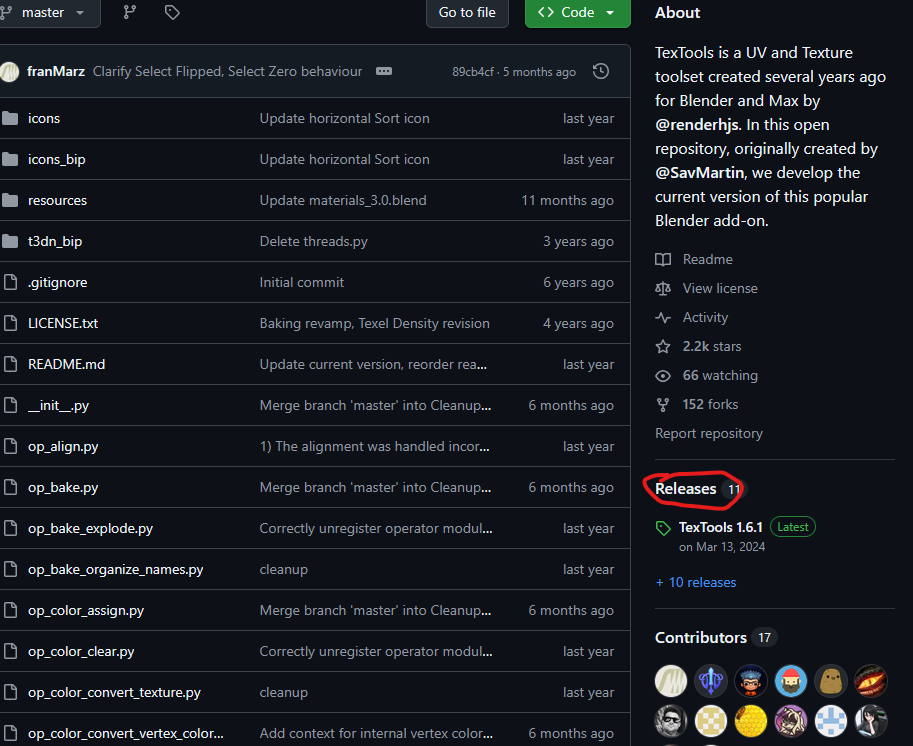 master
Go to file
<> Code
franMarz Clarify Select Flipped, Select Zero behaviour
89cb4cf · 5 months ago
icons Update horizontal Sort icon last year
icons_bip Update horizontal Sort icon last year
resources Update materials_3.0.blend 11 months ago
t3dn_bip Delete threads.py 3 years ago
.gitignore Initial commit 6 years ago
LICENSE.txt Baking revamp, Texel Density revision 4 years ago
README.md Update current version, reorder rea... last year
__init__.py Merge branch 'master' into Cleanup... 6 months ago
op_align.py 1) The alignment was handled incor... last year
op_bake.py Merge branch 'master' into Cleanup... 6 months ago
op_bake_explode.py Correctly unregister operator modul... last year
op_bake_organize_names.py cleanup last year
op_color_assign.py Merge branch 'master' into Cleanup... 6 months ago
op_color_clear.py Correctly unregister operator modul... last year
op_color_convert_texture.py cleanup last year
op_color_convert_vertex_color... Add context for internal vertex color... 6 months ago
About
TexTools is a UV and Texture
toolset created several years ago
for Blender and Max by
@renderhjs. In this open
repository, originally created by
@SavMartin, we develop the
current version of this popular
Blender add-on.
Readme
View license
Activity
2.2k stars
66 watching
152 forks
Report repository
Releases 11
TexTools 1.6.1 Latest
on Mar 13, 2024
+ 10 releases
Contributors 17